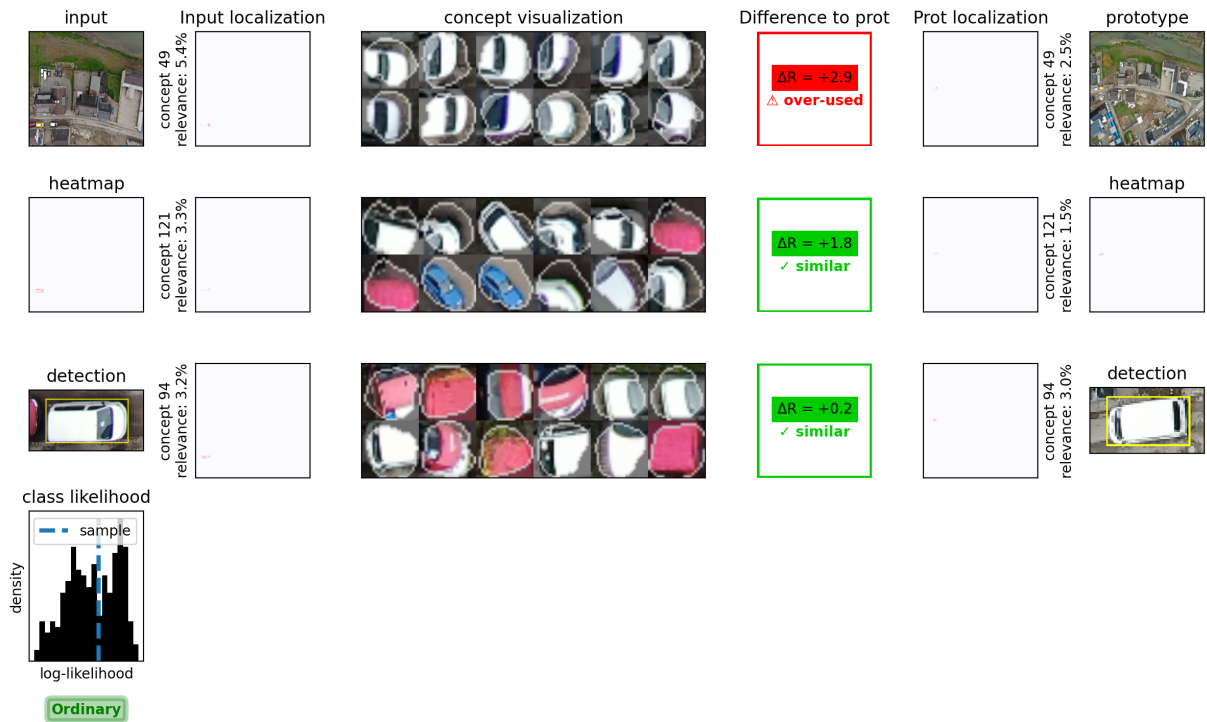 input
Input localization
concept visualization
Difference to prot
Prot localization
prototype
concept 49
relevance: 5.4%
ΔR = +2.9
⚠ over-used
concept 49
relevance: 2.5%
heatmap
concept 121
relevance: 3.3%
ΔR = +1.8
✓ similar
concept 121
relevance: 1.5%
heatmap
detection
concept 94
relevance: 3.2%
ΔR = +0.2
✓ similar
concept 94
relevance: 3.0%
detection
class likelihood
sample
density
log-likelihood
Ordinary